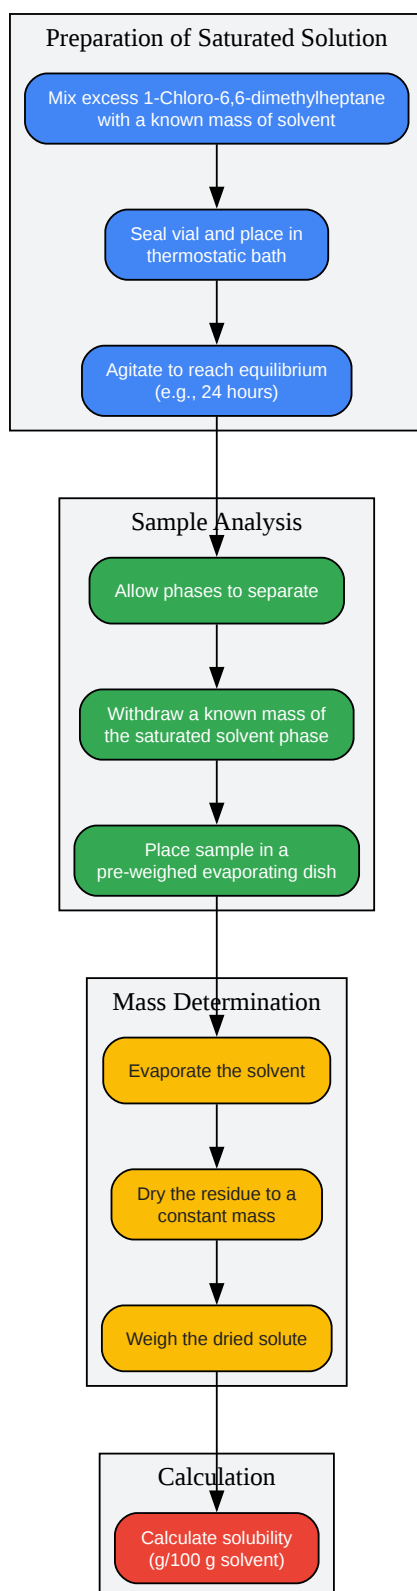 Preparation of Saturated Solution
Mix excess 1-Chloro-6,6-dimethylheptane
with a known mass of solvent
Seal vial and place in
thermostatic bath
Agitate to reach equilibrium
(e.g., 24 hours)
Sample Analysis
Allow phases to separate
Withdraw a known mass of
the saturated solvent phase
Place sample in a
pre-weighed evaporating dish
Mass Determination
Evaporate the solvent
Dry the residue to a
constant mass
Weigh the dried solute
Calculation
Calculate solubility
(g/100 g solvent)